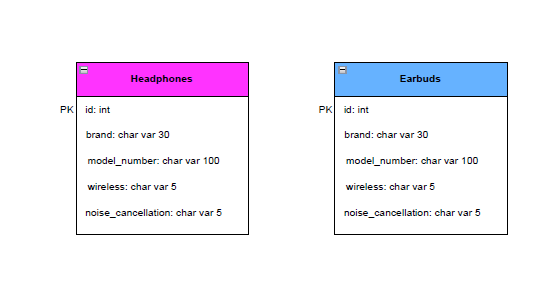 Headphones
PK id: int
brand: char var 30
model_number: char var 100
wireless: char var 5
noise_cancellation: char var 5
Earbuds
PK id: int
brand: char var 30
model_number: char var 100
wireless: char var 5
noise_cancellation: char var 5